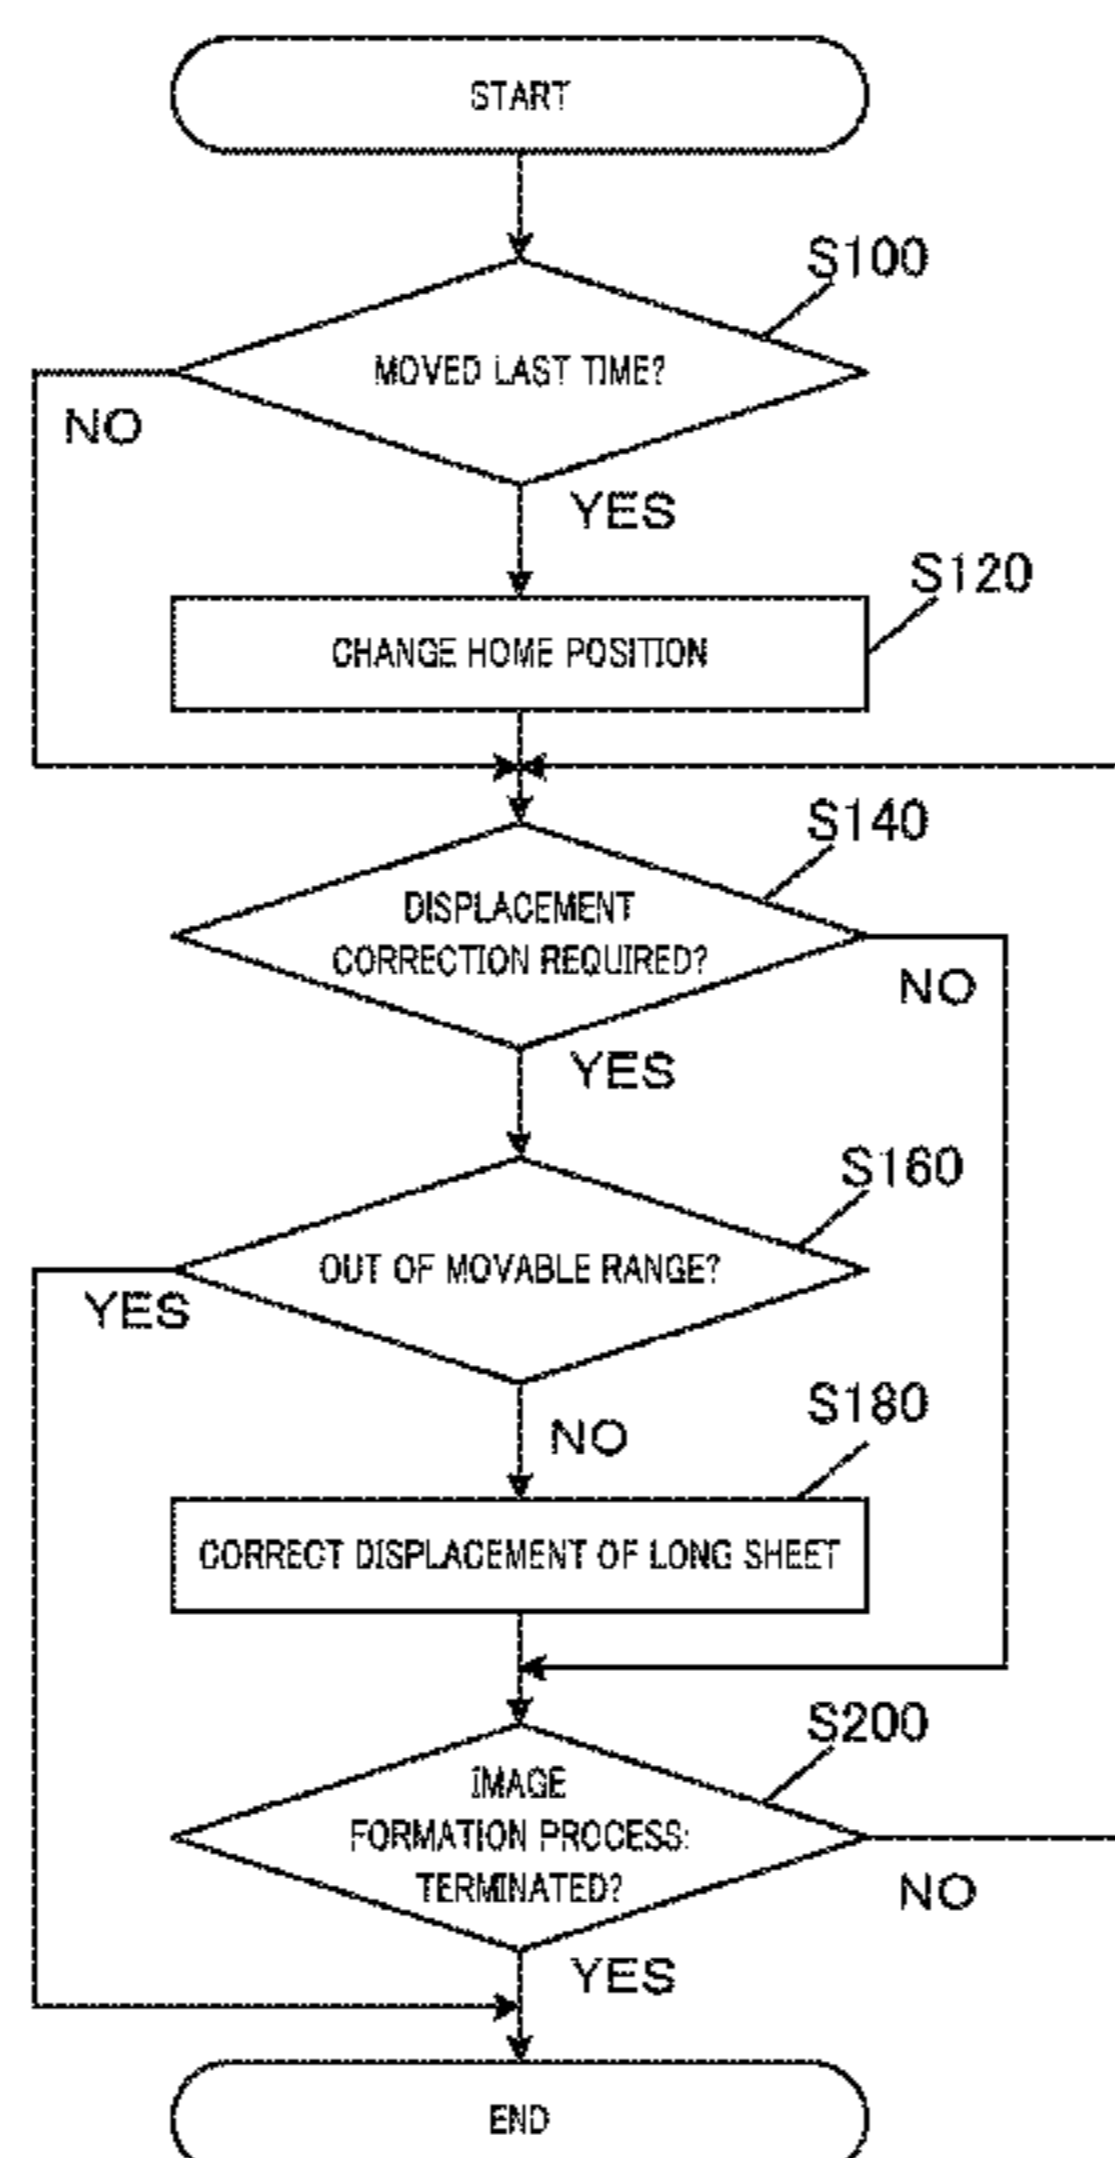 START
S100
MOVED LAST TIME?
NO
YES
S120
CHANGE HOME POSITION
S140
DISPLACEMENT
CORRECTION REQUIRED?
NO
YES
S160
OUT OF MOVABLE RANGE?
YES
NO
S180
CORRECT DISPLACEMENT OF LONG SHEET
S200
IMAGE
FORMATION PROCESS:
TERMINATED?
NO
YES
END